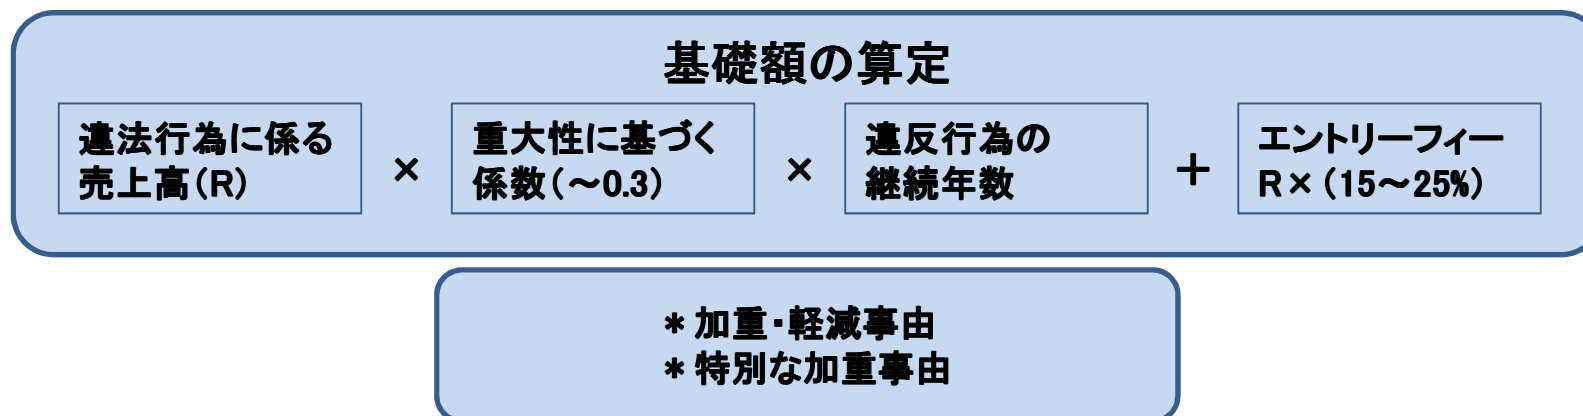 基礎額の算定
違法行為に係る
売上高（R）
×
重大性に基づく
係数（～0.3）
×
違反行為の
継続年数
＋
エントリーフィー
R×（15～25%）
＊加重・軽減事由
＊特別な加重事由